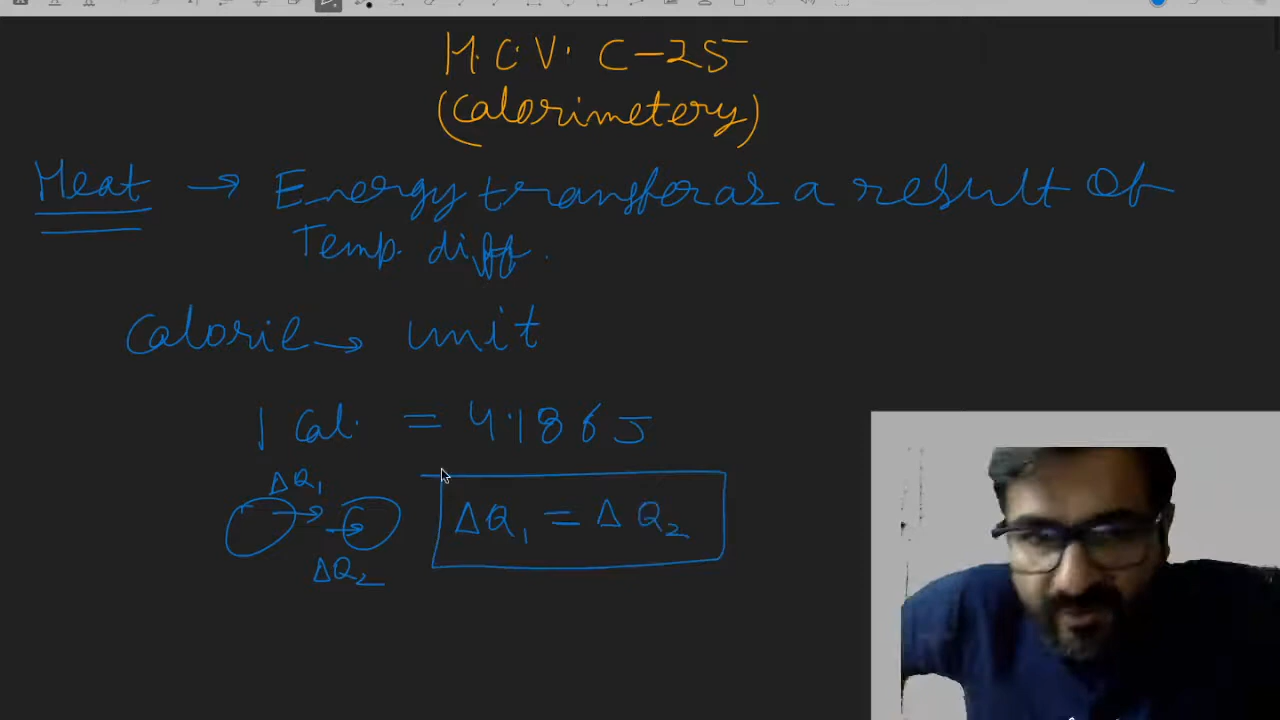 H.C.V. C-25
(Calorimetery)
Heat → Energy transfer as a result of
Temp. diff.
Calorie → unit
1 Cal. = 4.186 J
ΔQ₁
ΔQ₁ = ΔQ₂
ΔQ₂